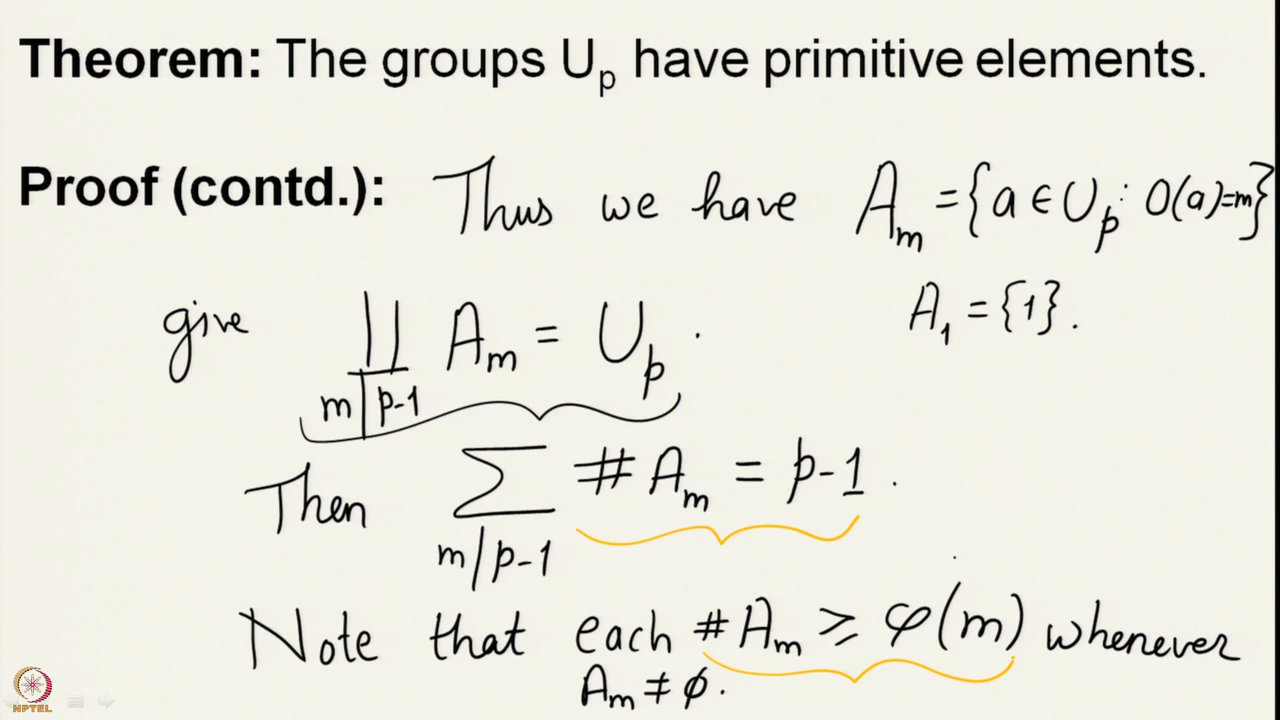 Theorem: The groups Uₚ have primitive elements.
Proof (contd.): Thus we have Aₘ = {a ∈ Uₚ : O(a)=m}
A₁ = {1}.
give ∐ Aₘ = Uₚ .
m|p-1
Then ∑ #Aₘ = p-1 .
m|p-1
Note that each #Aₘ ≥ φ(m) whenever
Aₘ ≠ ϕ.
NPTEL